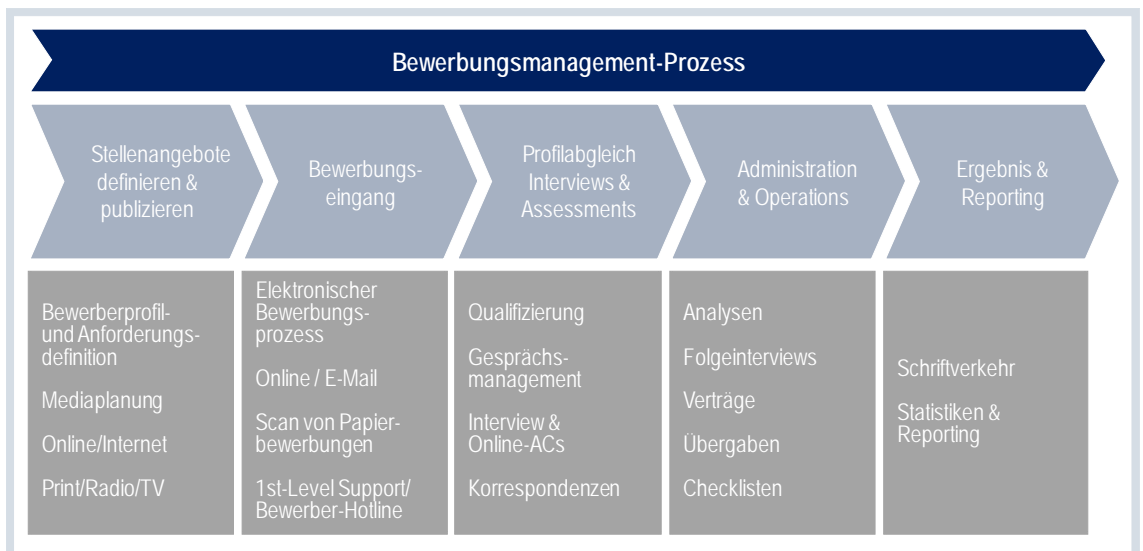 Bewerbungsmanagement-Prozess
Stellenangebote
definieren &
publizieren
Bewerbungs-
eingang
Profilabgleich
Interviews &
Assessments
Administration
& Operations
Ergebnis &
Reporting
Bewerberprofil-
und Anforderungs-
definition
Mediaplanung
Online/Internet
Print/Radio/TV
Elektronischer
Bewerbungs-
prozess
Online / E-Mail
Scan von Papier-
bewerbungen
1st-Level Support/
Bewerber-Hotline
Qualifizierung
Gesprächs-
management
Interview &
Online-ACs
Korrespondenzen
Analysen
Folgeinterviews
Verträge
Übergaben
Checklisten
Schriftverkehr
Statistiken &
Reporting